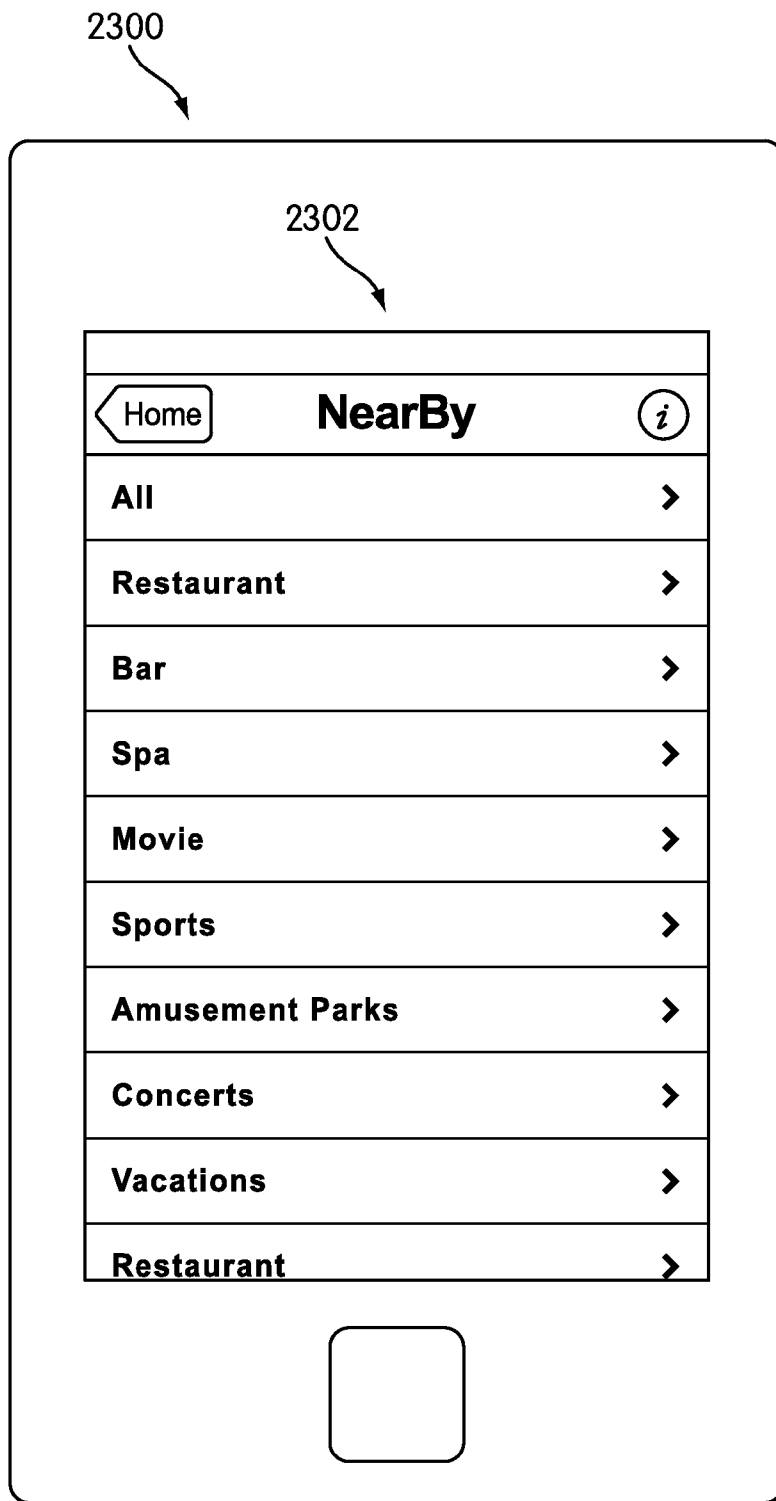 2300
2302
Home NearBy i
All
Restaurant
Bar
Spa
Movie
Sports
Amusement Parks
Concerts
Vacations
Restaurant